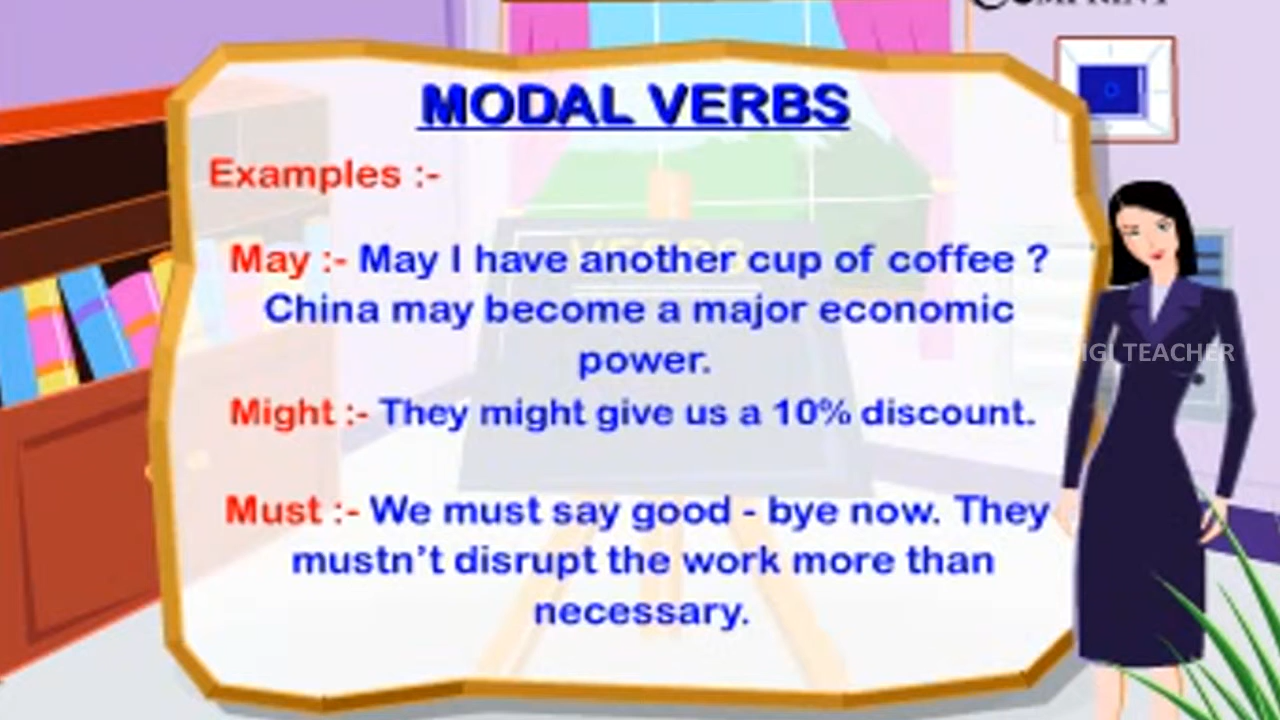 MODAL VERBS
Examples :-
May :- May I have another cup of coffee ?
China may become a major economic
power.
Might :- They might give us a 10% discount.
Must :- We must say good - bye now. They
mustn't disrupt the work more than
necessary.
IGI TEACHER